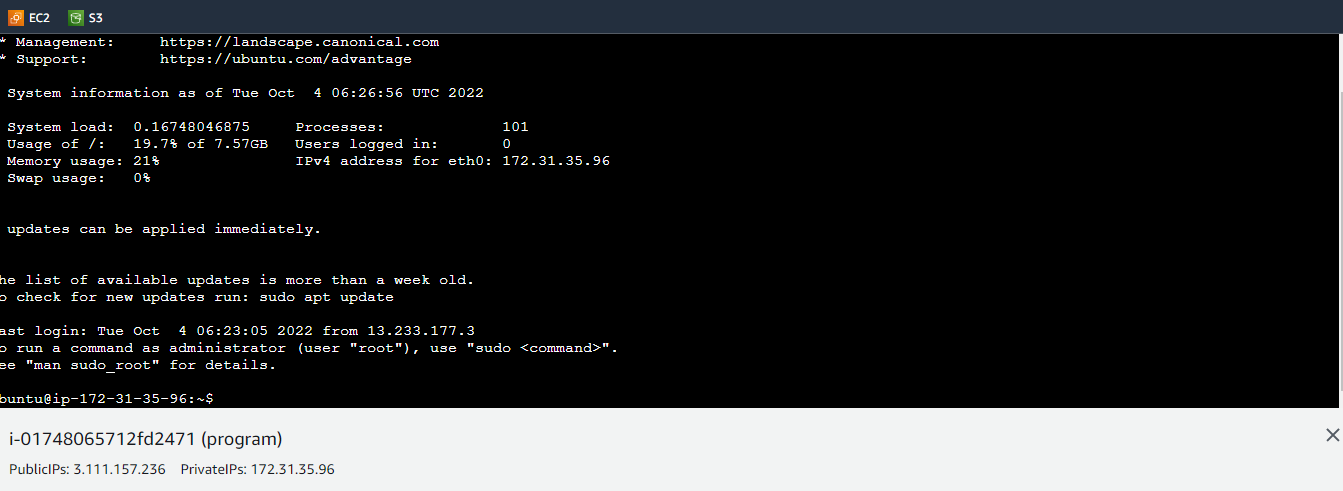 EC2 S3
* Management: https://landscape.canonical.com
* Support: https://ubuntu.com/advantage
System information as of Tue Oct 4 06:26:56 UTC 2022
System load: 0.16748046875 Processes: 101
Usage of /: 19.7% of 7.57GB Users logged in: 0
Memory usage: 21% IPv4 address for eth0: 172.31.35.96
Swap usage: 0%
updates can be applied immediately.
he list of available updates is more than a week old.
o check for new updates run: sudo apt update
ast login: Tue Oct 4 06:23:05 2022 from 13.233.177.3
o run a command as administrator (user "root"), use "sudo <command>".
ee "man sudo_root" for details.
buntu@ip-172-31-35-96:~$
i-01748065712fd2471 (program)
PublicIPs: 3.111.157.236 PrivateIPs: 172.31.35.96